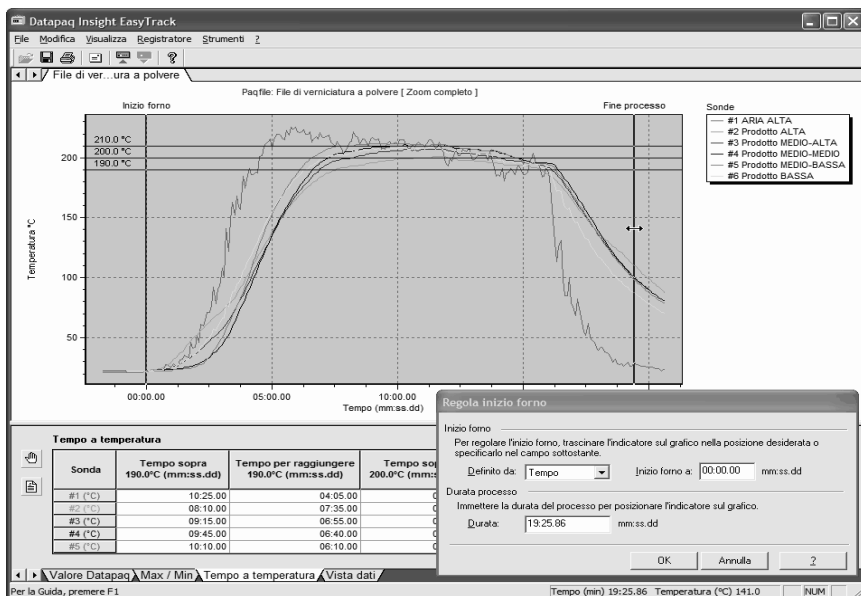 Datapaq Insight EasyTrack
File Modifica Visualizza Registratore Strumenti ?
File di ver...ura a polvere
Paqfile: File di verniciatura a polvere [ Zoom completo ]
Inizio forno
Fine processo
210.0 °C
200.0 °C
190.0 °C
200
150
100
50
Temperatura °C
00:00.00 05:00.00 10:00.00
Tempo (mm:ss.dd)
Sonde
#1 ARIA ALTA
#2 Prodotto ALTA
#3 Prodotto MEDIO-ALTA
#4 Prodotto MEDIO-MEDIO
#5 Prodotto MEDIO-BASSA
#6 Prodotto BASSA
Tempo a temperatura
Sonda Tempo sopra 190.0°C (mm:ss.dd) Tempo per raggiungere 190.0°C (mm:ss.dd) Tempo sop 200.0°C (mm:s
#1 (°C) 10:25.00 04:05.00 0
#2 (°C) 08:10.00 07:35.00 0
#3 (°C) 09:15.00 06:55.00 0
#4 (°C) 09:45.00 06:40.00 0
#5 (°C) 10:10.00 06:10.00 0
Valore Datapaq Max / Min Tempo a temperatura Vista dati
Regola inizio forno
Inizio forno
Per regolare l'inizio forno, trascinare l'indicatore sul grafico nella posizione desiderata o
specificarlo nel campo sottostante.
Definito da: Tempo Inizio forno a: 00:00.00 mm:ss.dd
Durata processo
Immettere la durata del processo per posizionare l'indicatore sul grafico.
Durata: 19:25.86 mm:ss.dd
OK Annulla ?
Per la Guida, premere F1
Tempo (min) 19:25.86 Temperatura (°C) 141.0 NUM